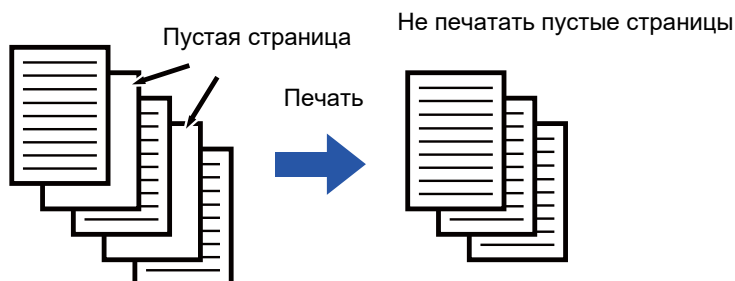 Пустая страница
Не печатать пустые страницы
Печать